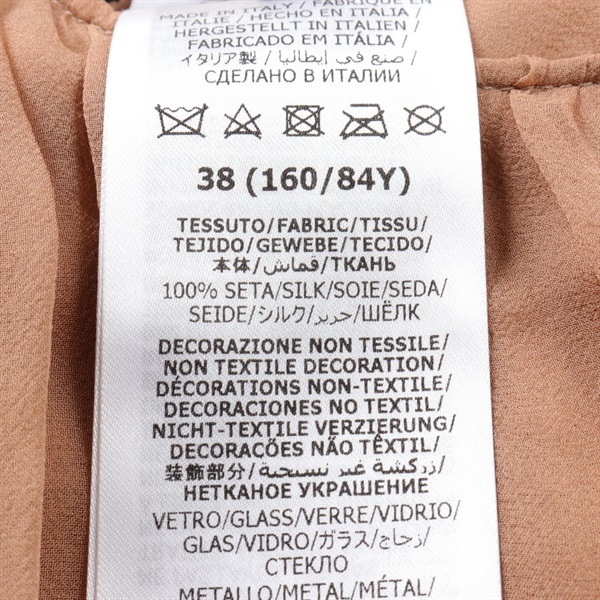 MADE IN ITALY / FABRIQUÉ EN
ITALIE / HECHO EN ITALIA /
HERGESTELLT IN ITALIEN /
FABRICADO EM ITÁLIA /
イタリア製 / صنع في إيطاليا /
СДЕЛАНО В ИТАЛИИ
38 (160/84Y)
TESSUTO/FABRIC/TISSU/
TEJIDO/GEWEBE/TECIDO/
本体/قماش/ТКАНЬ
100% SETA/SILK/SOIE/SEDA/
SEIDE/シルク/حرير/ШЁЛК
DECORAZIONE NON TESSILE/
NON TEXTILE DECORATION/
DÉCORATIONS NON-TEXTILE/
DECORACIONES NO TEXTIL/
NICHT-TEXTILE VERZIERUNG/
DECORACÕES NÃO TÊXTIL/
装飾部分/زركشة غير نسيجية/
НЕТКАНОЕ УКРАШЕНИЕ
VETRO/GLASS/VERRE/VIDRIO/
GLAS/VIDRO/ガラス/زجاج/
СТЕКЛО
METALLO/METAL/MÉTAL/